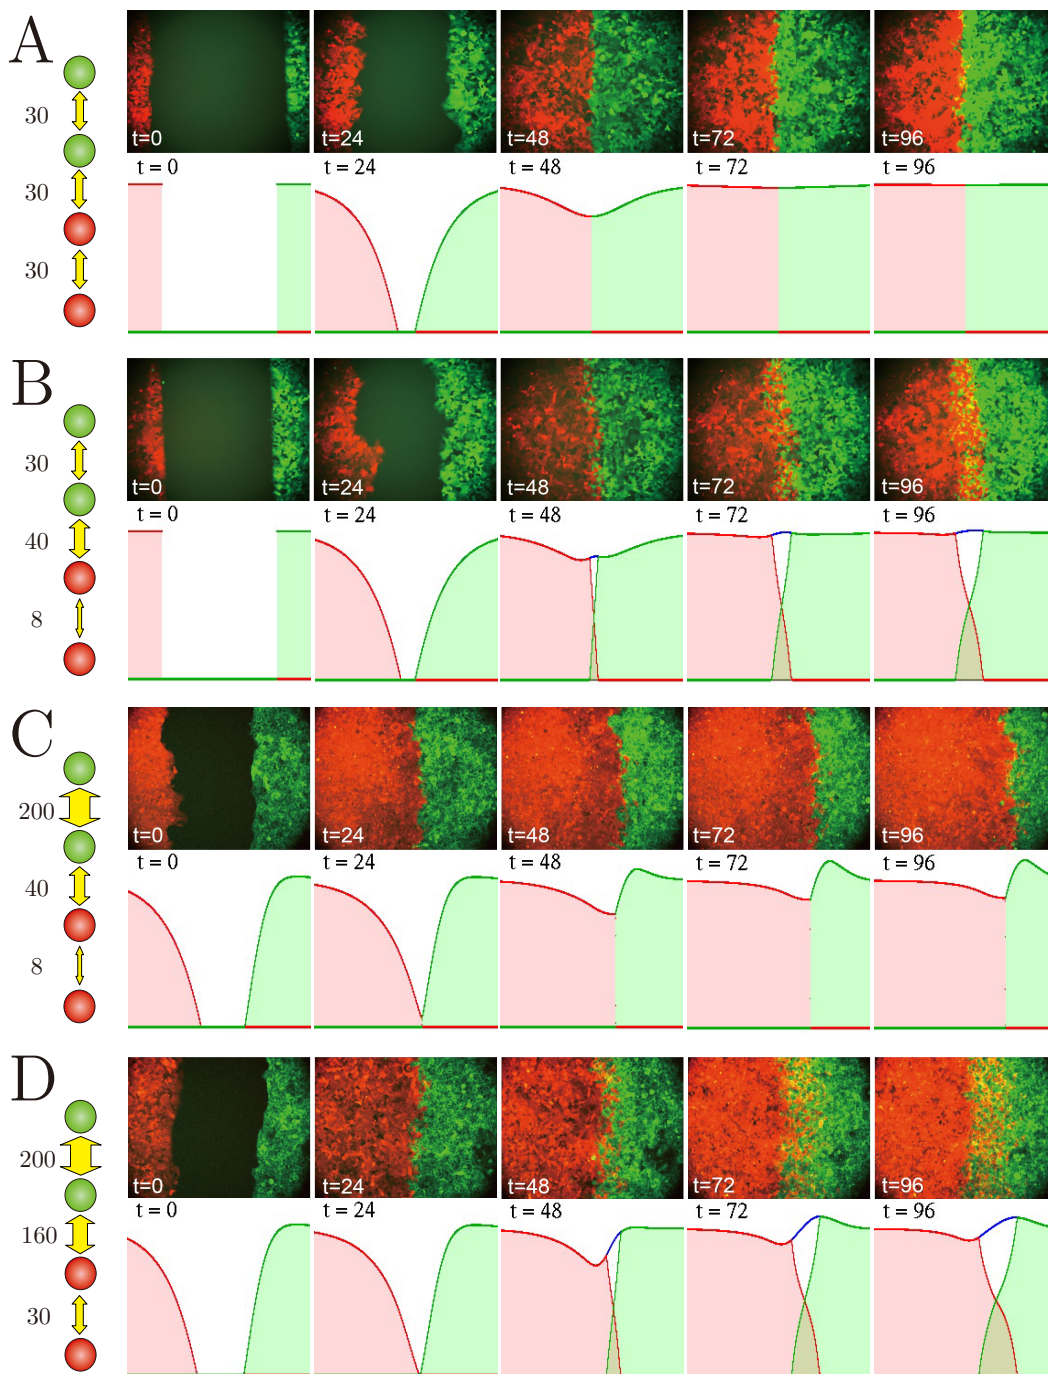 A
30
30
30
t=0
t=24
t=48
t=72
t=96
t = 0
t = 24
t = 48
t = 72
t = 96
B
30
40
8
t=0
t=24
t=48
t=72
t=96
t = 0
t = 24
t = 48
t = 72
t = 96
C
200
40
8
t=0
t=24
t=48
t=72
t=96
t = 0
t = 24
t = 48
t = 72
t = 96
D
200
160
30
t=0
t=24
t=48
t=72
t=96
t = 0
t = 24
t = 48
t = 72
t = 96